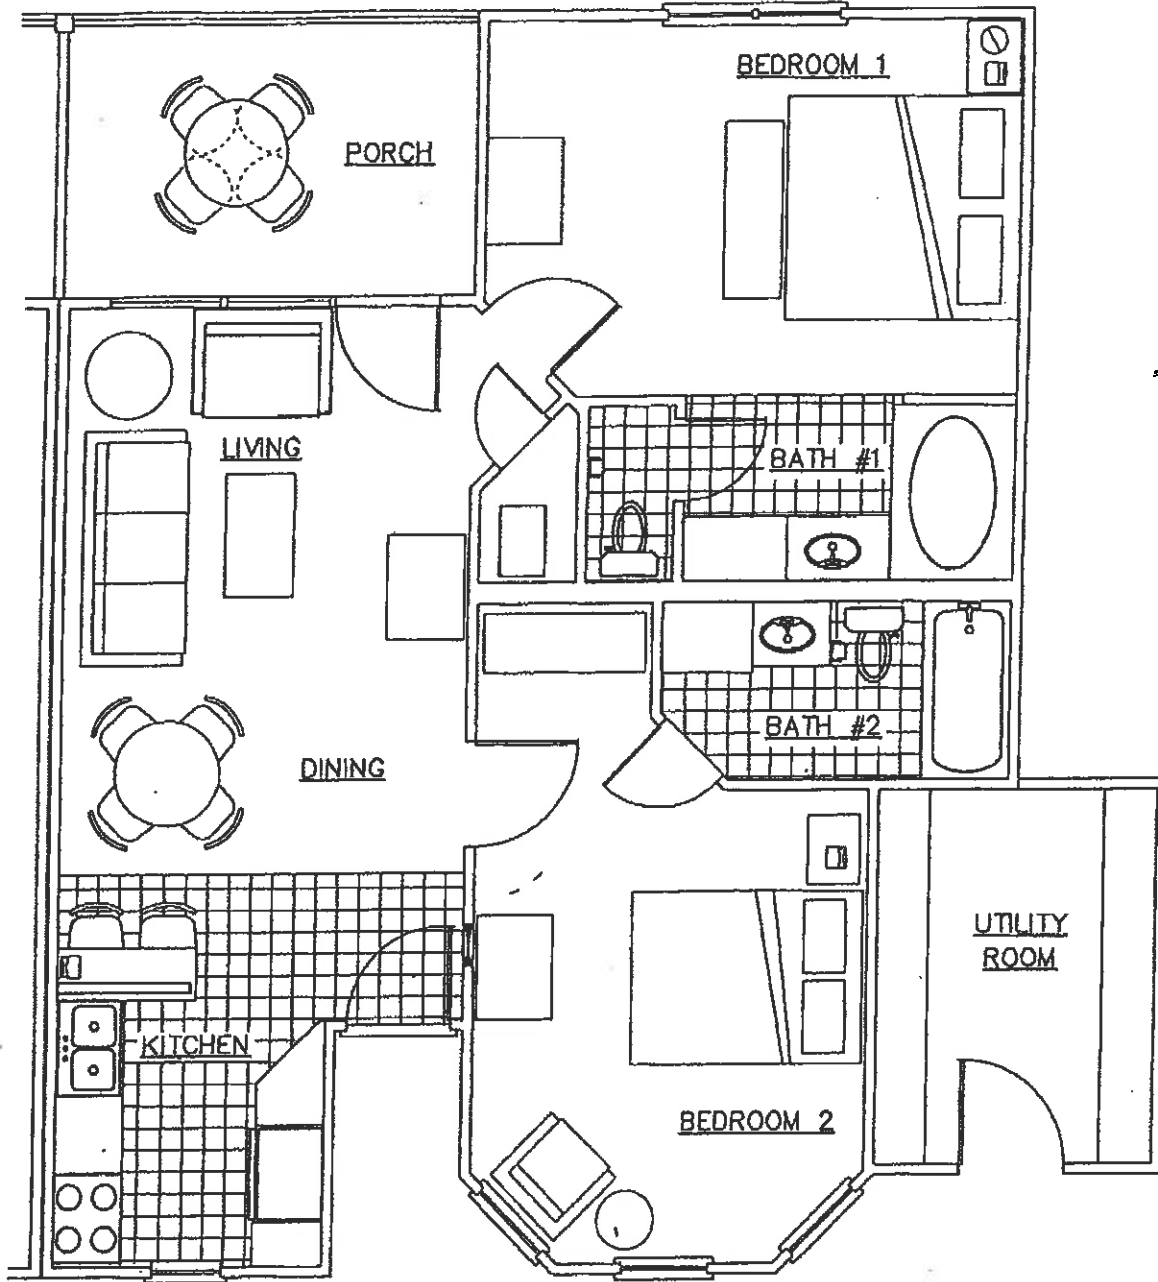 BEDROOM 1
PORCH
LIVING
BATH #1
BATH #2
DINING
UTILITY
ROOM
KITCHEN
BEDROOM 2